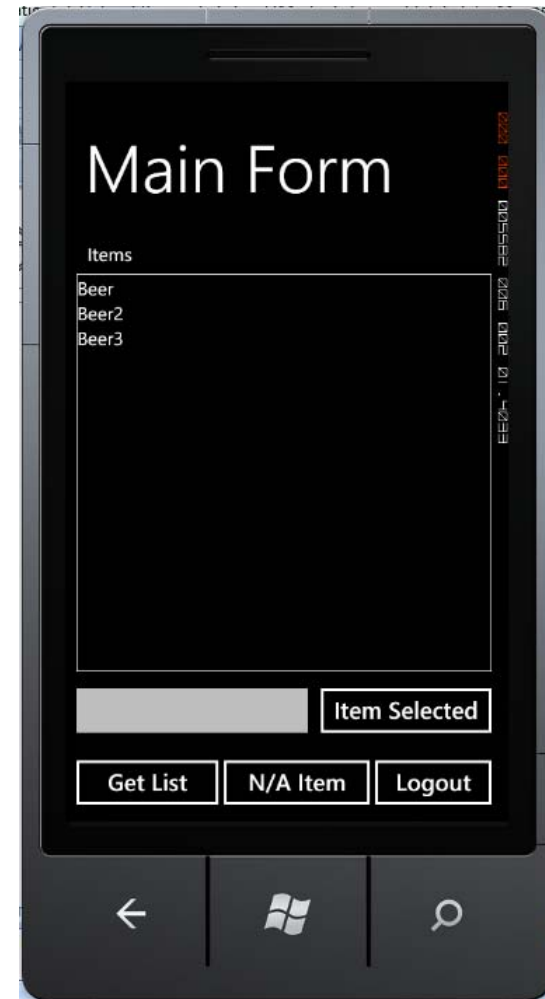 Main Form
Items
Beer
Beer2
Beer3
Item Selected
Get List
N/A Item
Logout